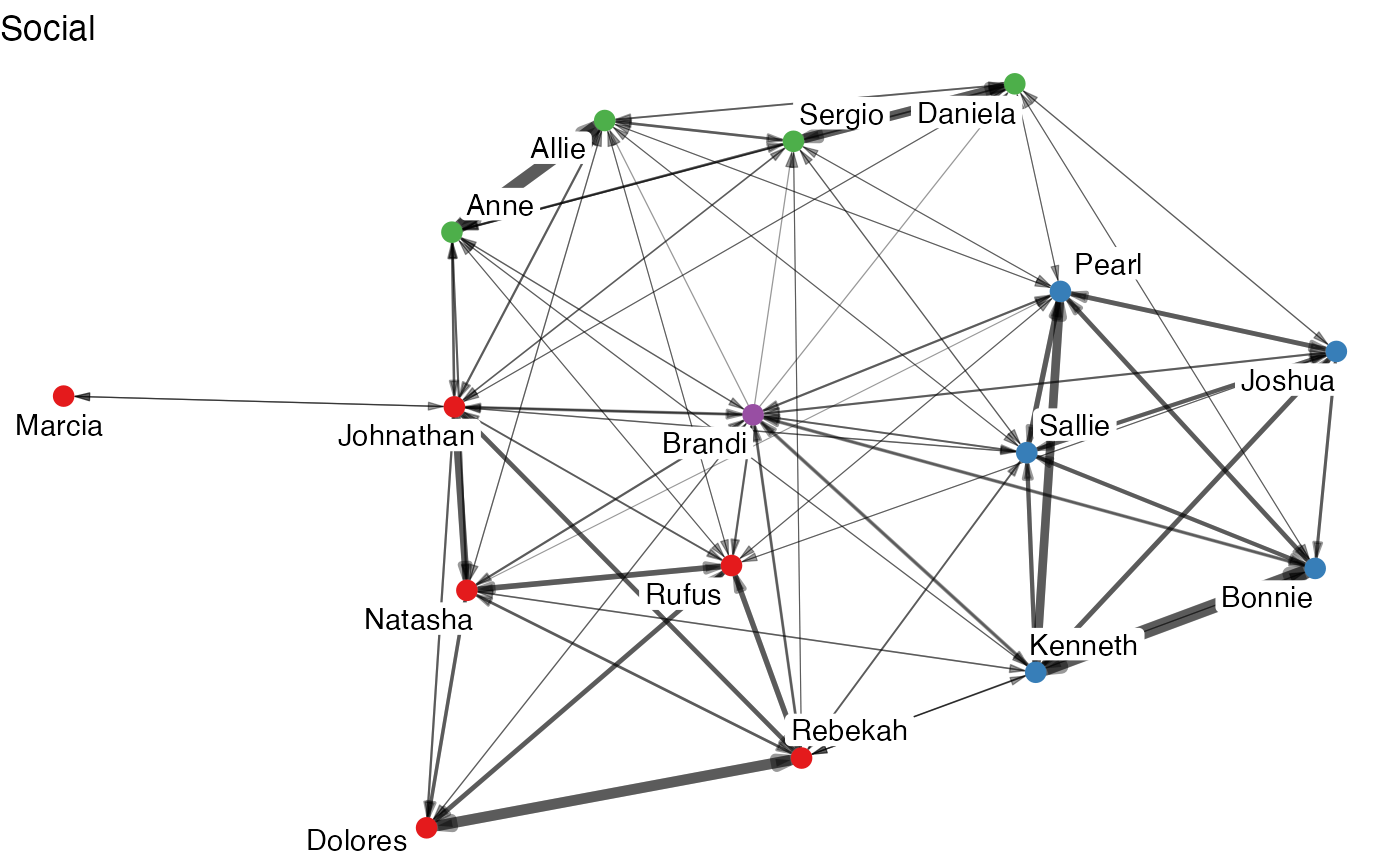 Social
Sergio
Daniela
Allie
Anne
Pearl
Joshua
Marcia
Sallie
Johnathan
Brandi
Rufus
Bonnie
Natasha
Kenneth
Rebekah
Dolores